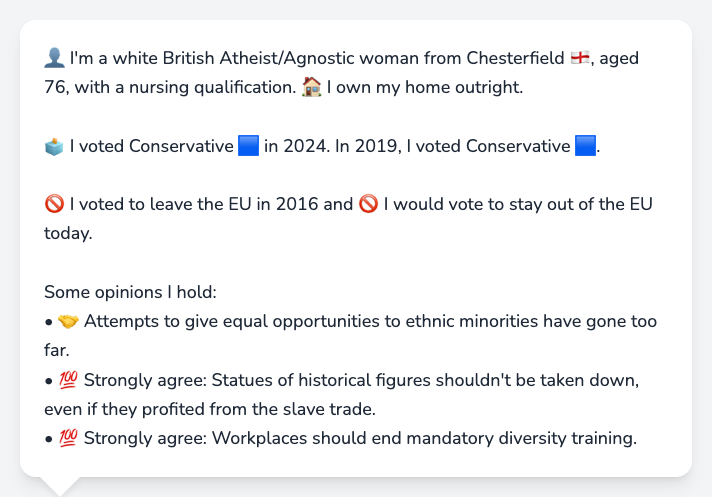 👤 I'm a white British Atheist/Agnostic woman from Chesterfield 🏴󠁧󠁢󠁥󠁮󠁧󠁿, aged
76, with a nursing qualification. 🏠 I own my home outright.
🗳️ I voted Conservative 🟦 in 2024. In 2019, I voted Conservative 🟦.
🚫 I voted to leave the EU in 2016 and 🚫 I would vote to stay out of the EU
today.
Some opinions I hold:
• 🤝 Attempts to give equal opportunities to ethnic minorities have gone too
far.
• 💯 Strongly agree: Statues of historical figures shouldn't be taken down,
even if they profited from the slave trade.
• 💯 Strongly agree: Workplaces should end mandatory diversity training.